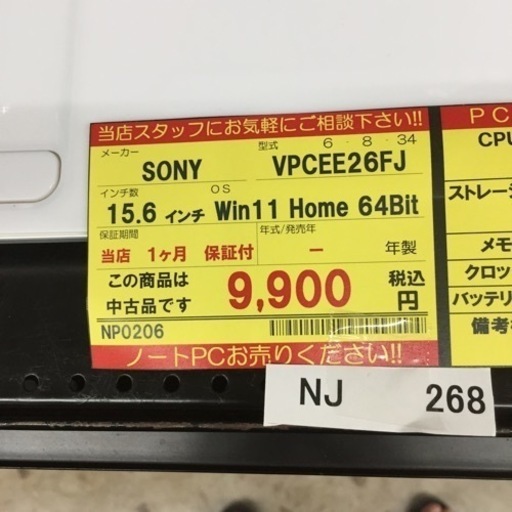 当店スタッフにお気軽にご相談下さい!!
メーカー 型式 6-8-34
SONY VPCEE26FJ
インチ数 OS
15.6 インチ Win11 Home 64Bit
保証期間 年式/発売年
当店 1ヶ月 保証付 ー 年製
この商品は
中古品です
9,900 税込
円
NP0206
ノートPCお売りください!!
NJ 268
PC
CPU
ストレージ
メモ
クロッ
バッテリ
備考